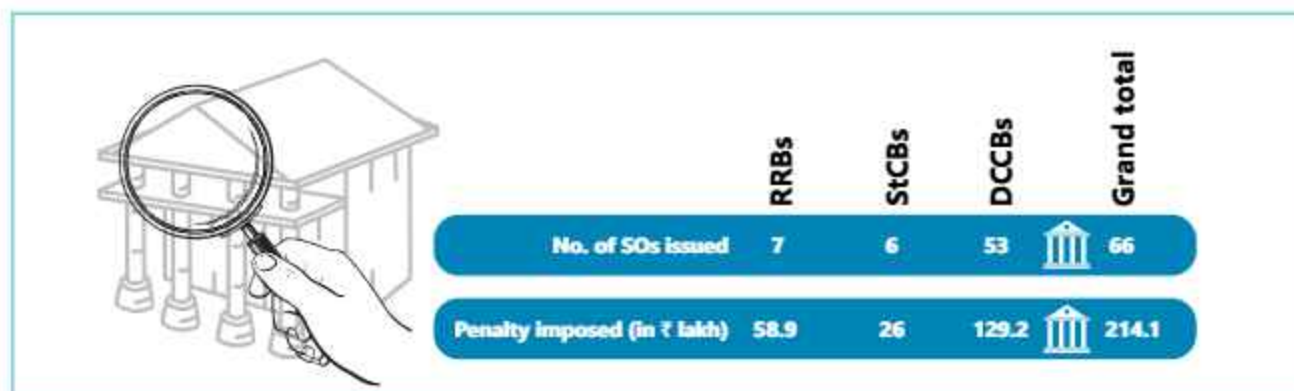 RRBs StCBs DCCBs Grand total
No. of SOs issued 7 6 53 66
Penalty imposed (in ₹ lakh) 58.9 26 129.2 214.1